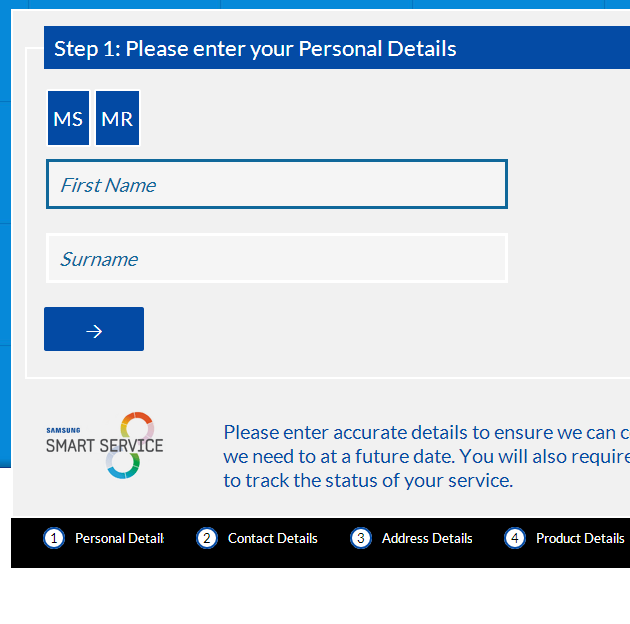 Step 1: Please enter your Personal Details
MS MR
First Name
Surname
SAMSUNG
SMART SERVICE
Please enter accurate details to ensure we can c
we need to at a future date. You will also require
to track the status of your service.
1 Personal Detail 2 Contact Details 3 Address Details 4 Product Details